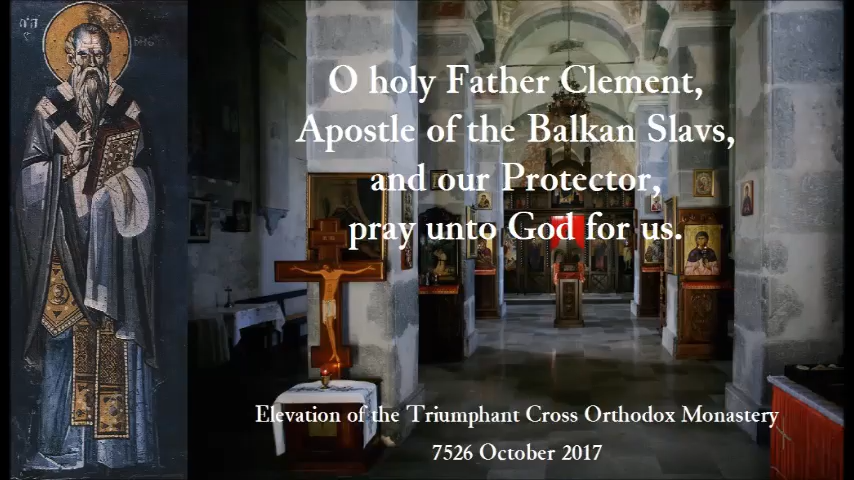 O holy Father Clement,
Apostle of the Balkan Slavs,
and our Protector,
pray unto God for us.
Elevation of the Triumphant Cross Orthodox Monastery
7526 October 2017